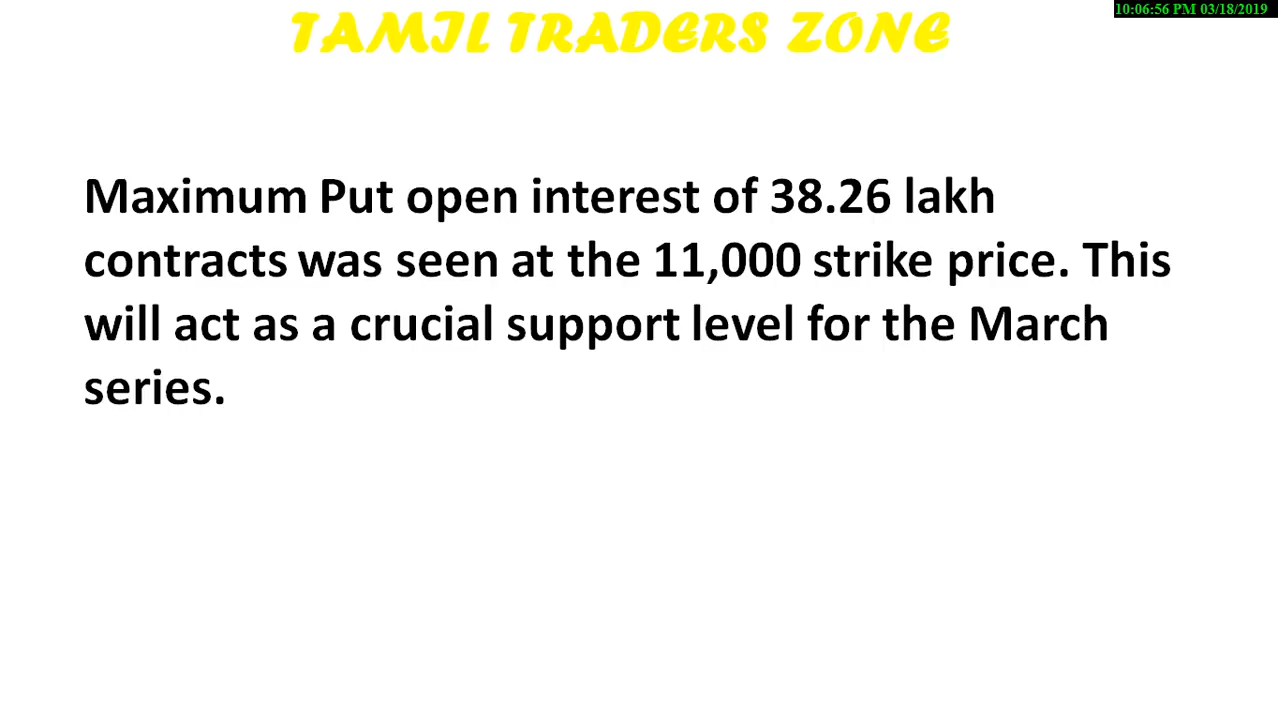 10:06:56 PM 03/18/2019
TAMIL TRADERS ZONE
Maximum Put open interest of 38.26 lakh
contracts was seen at the 11,000 strike price. This
will act as a crucial support level for the March
series.